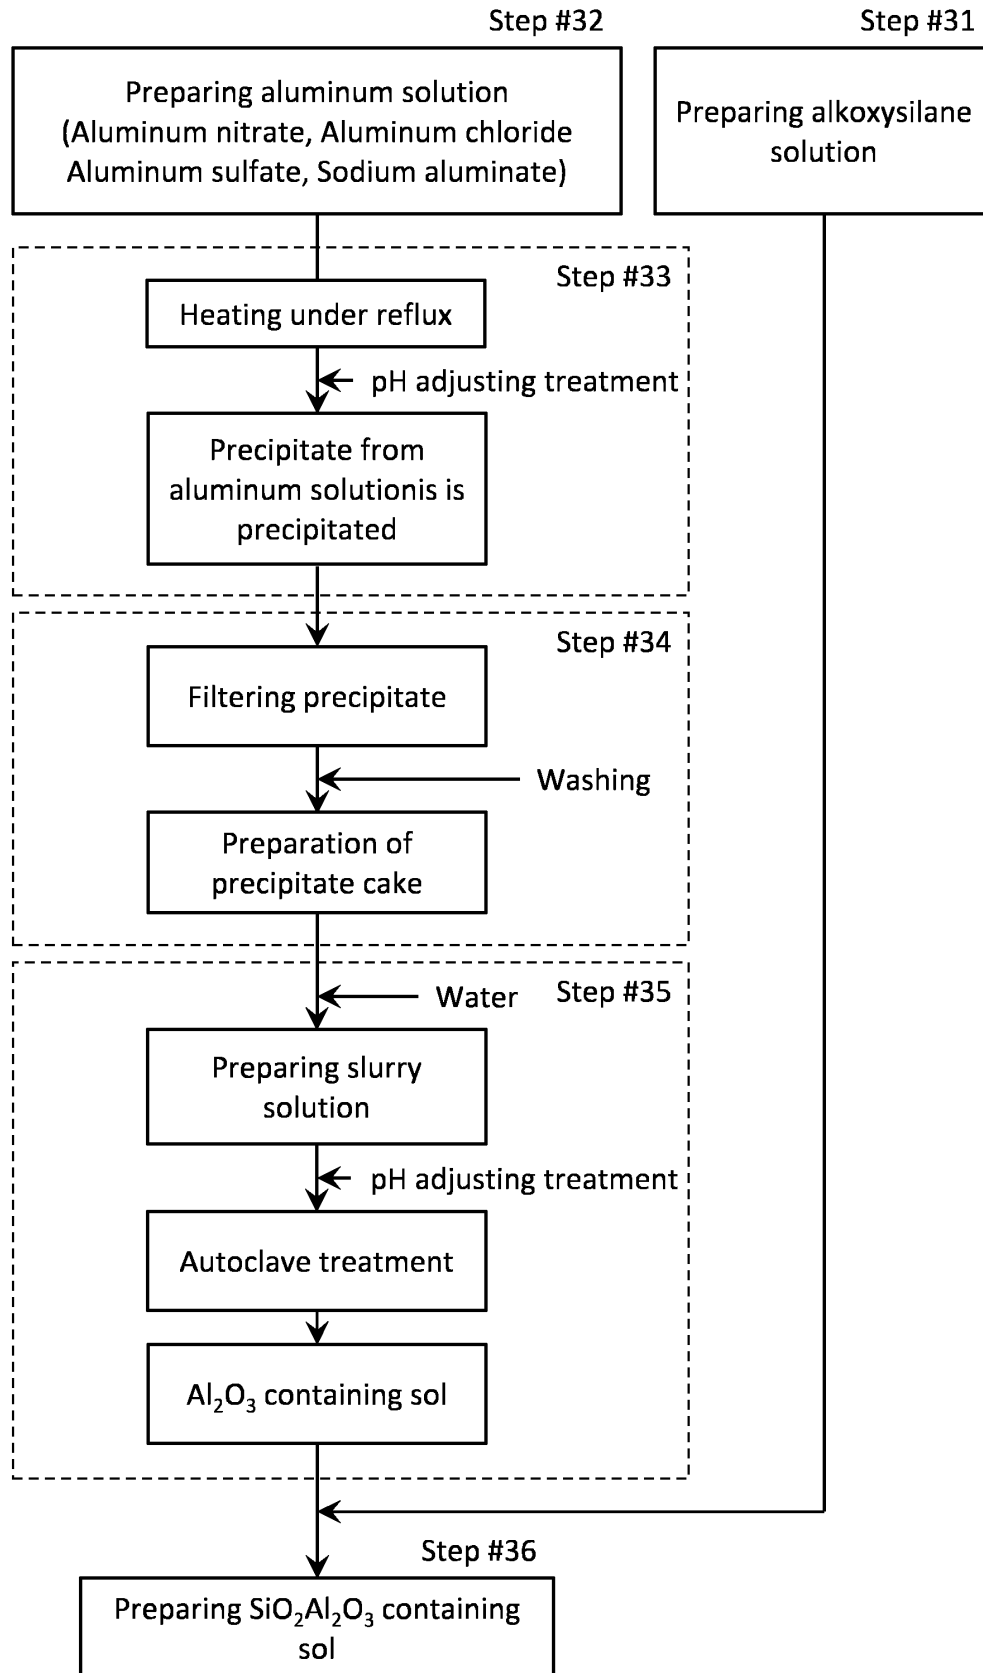 Step #32
Preparing aluminum solution
(Aluminum nitrate, Aluminum chloride
Aluminum sulfate, Sodium aluminate)
Step #31
Preparing alkoxysilane
solution
Step #33
Heating under reflux
pH adjusting treatment
Precipitate from
aluminum solutionis is
precipitated
Step #34
Filtering precipitate
Washing
Preparation of
precipitate cake
Step #35
Water
Preparing slurry
solution
pH adjusting treatment
Autoclave treatment
Al₂O₃ containing sol
Step #36
Preparing SiO₂Al₂O₃ containing
sol